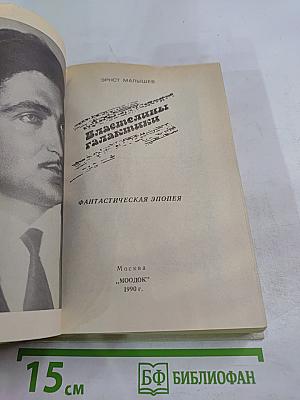 ЭРНСТ МАЛЫШЕВ
Властелины
галактики
ФАНТАСТИЧЕСКАЯ ЭПОПЕЯ
Москва
„МООДОК"
1990 г.
15 см
БФ БИБЛИОФАН